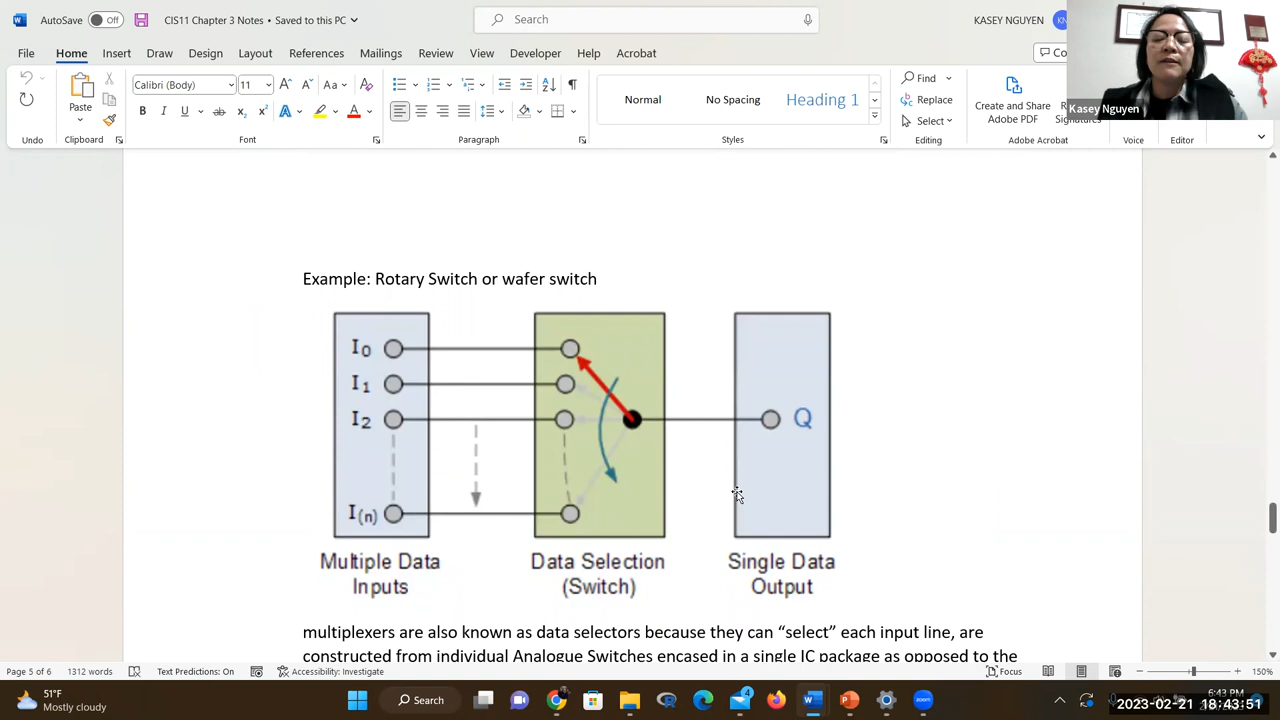 AutoSave Off CIS11 Chapter 3 Notes • Saved to this PC Search KASEY NGUYEN
File Home Insert Draw Design Layout References Mailings Review View Developer Help Acrobat
Calibri (Body) 11 Aa
Paste
Normal No Spacing Heading 1
Find
Replace
Select
Create and Share
Adobe PDF
Signatures
Kasey Nguyen
Undo Clipboard Font Paragraph Styles Editing Adobe Acrobat Voice Editor
Example: Rotary Switch or wafer switch
I0
I1
I2
I(n)
Q
Multiple Data
Inputs
Data Selection
(Switch)
Single Data
Output
multiplexers are also known as data selectors because they can “select” each input line, are
constructed from individual Analogue Switches encased in a single IC package as opposed to the
Page 5 of 6 1312 words Text Predictions: On Accessibility: Investigate Focus 150%
51°F
Mostly cloudy
Search
4
6:43 PM
2023-02-21 18:43:51